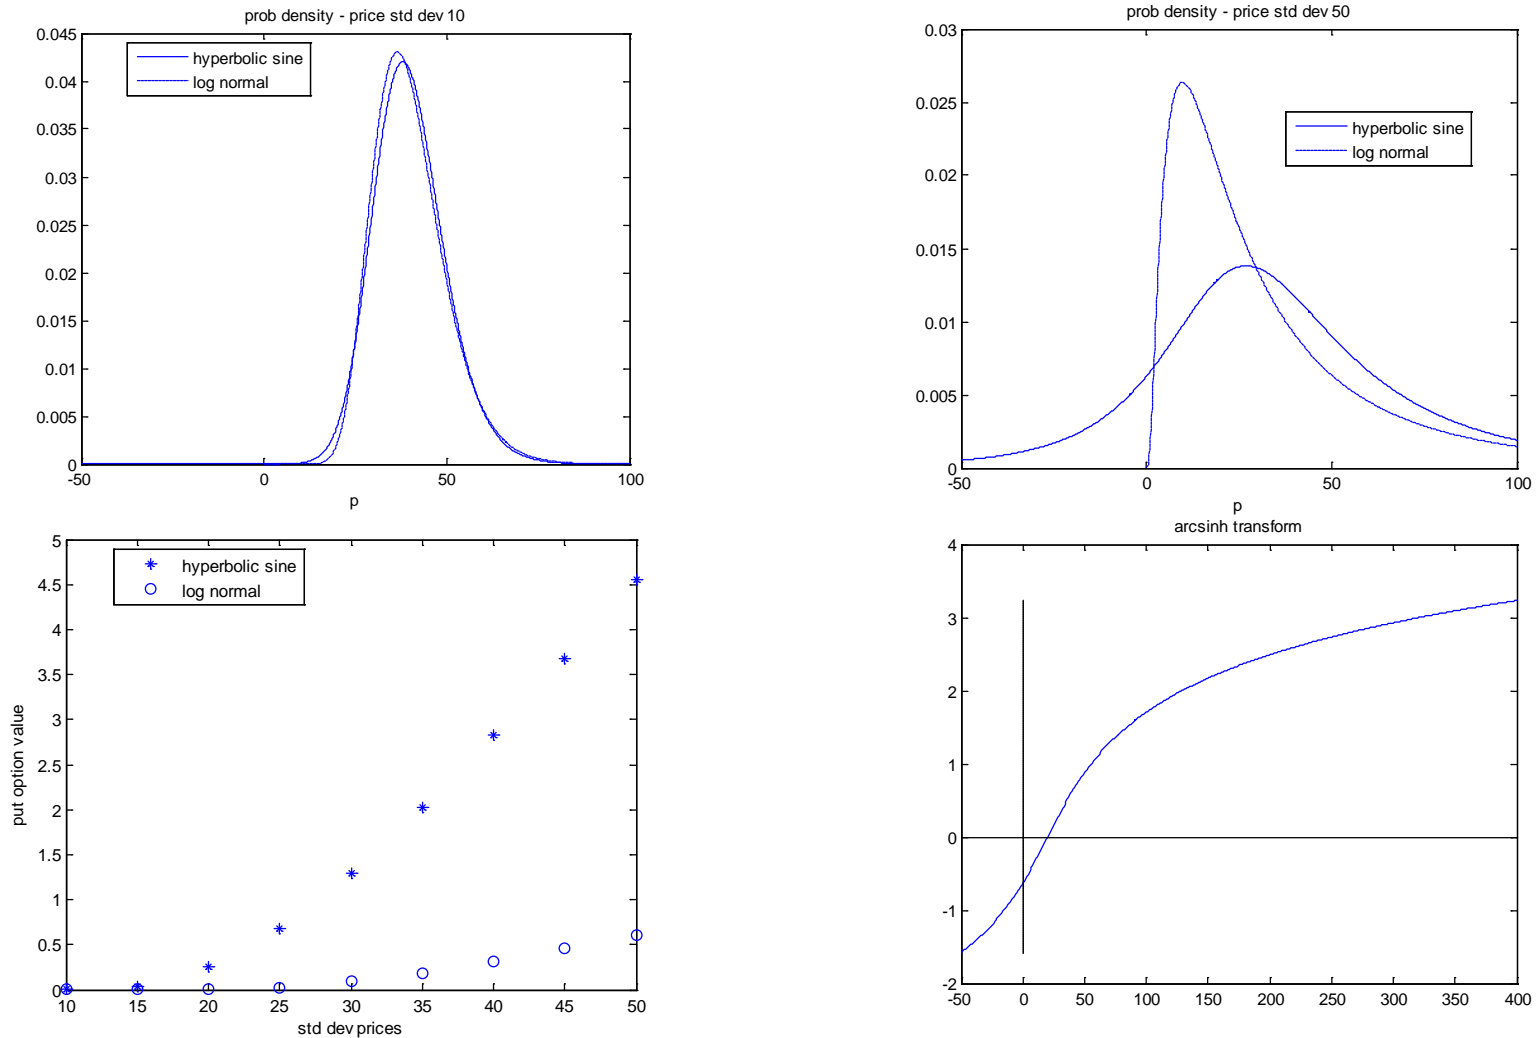 prob density - price std dev 10
0.045
0.04
0.035
0.03
0.025
0.02
0.015
0.01
0.005
0
-50 0 50 100
p
hyperbolic sine
log normal
prob density - price std dev 50
0.03
0.025
0.02
0.015
0.01
0.005
0
-50 0 50 100
p
hyperbolic sine
log normal
5
4.5
4
3.5
3
2.5
2
1.5
1
0.5
0
10 15 20 25 30 35 40 45 50
std dev prices
put option value
hyperbolic sine
log normal
arcsinh transform
4
3
2
1
0
-1
-2
-50 0 50 100 150 200 250 300 350 400